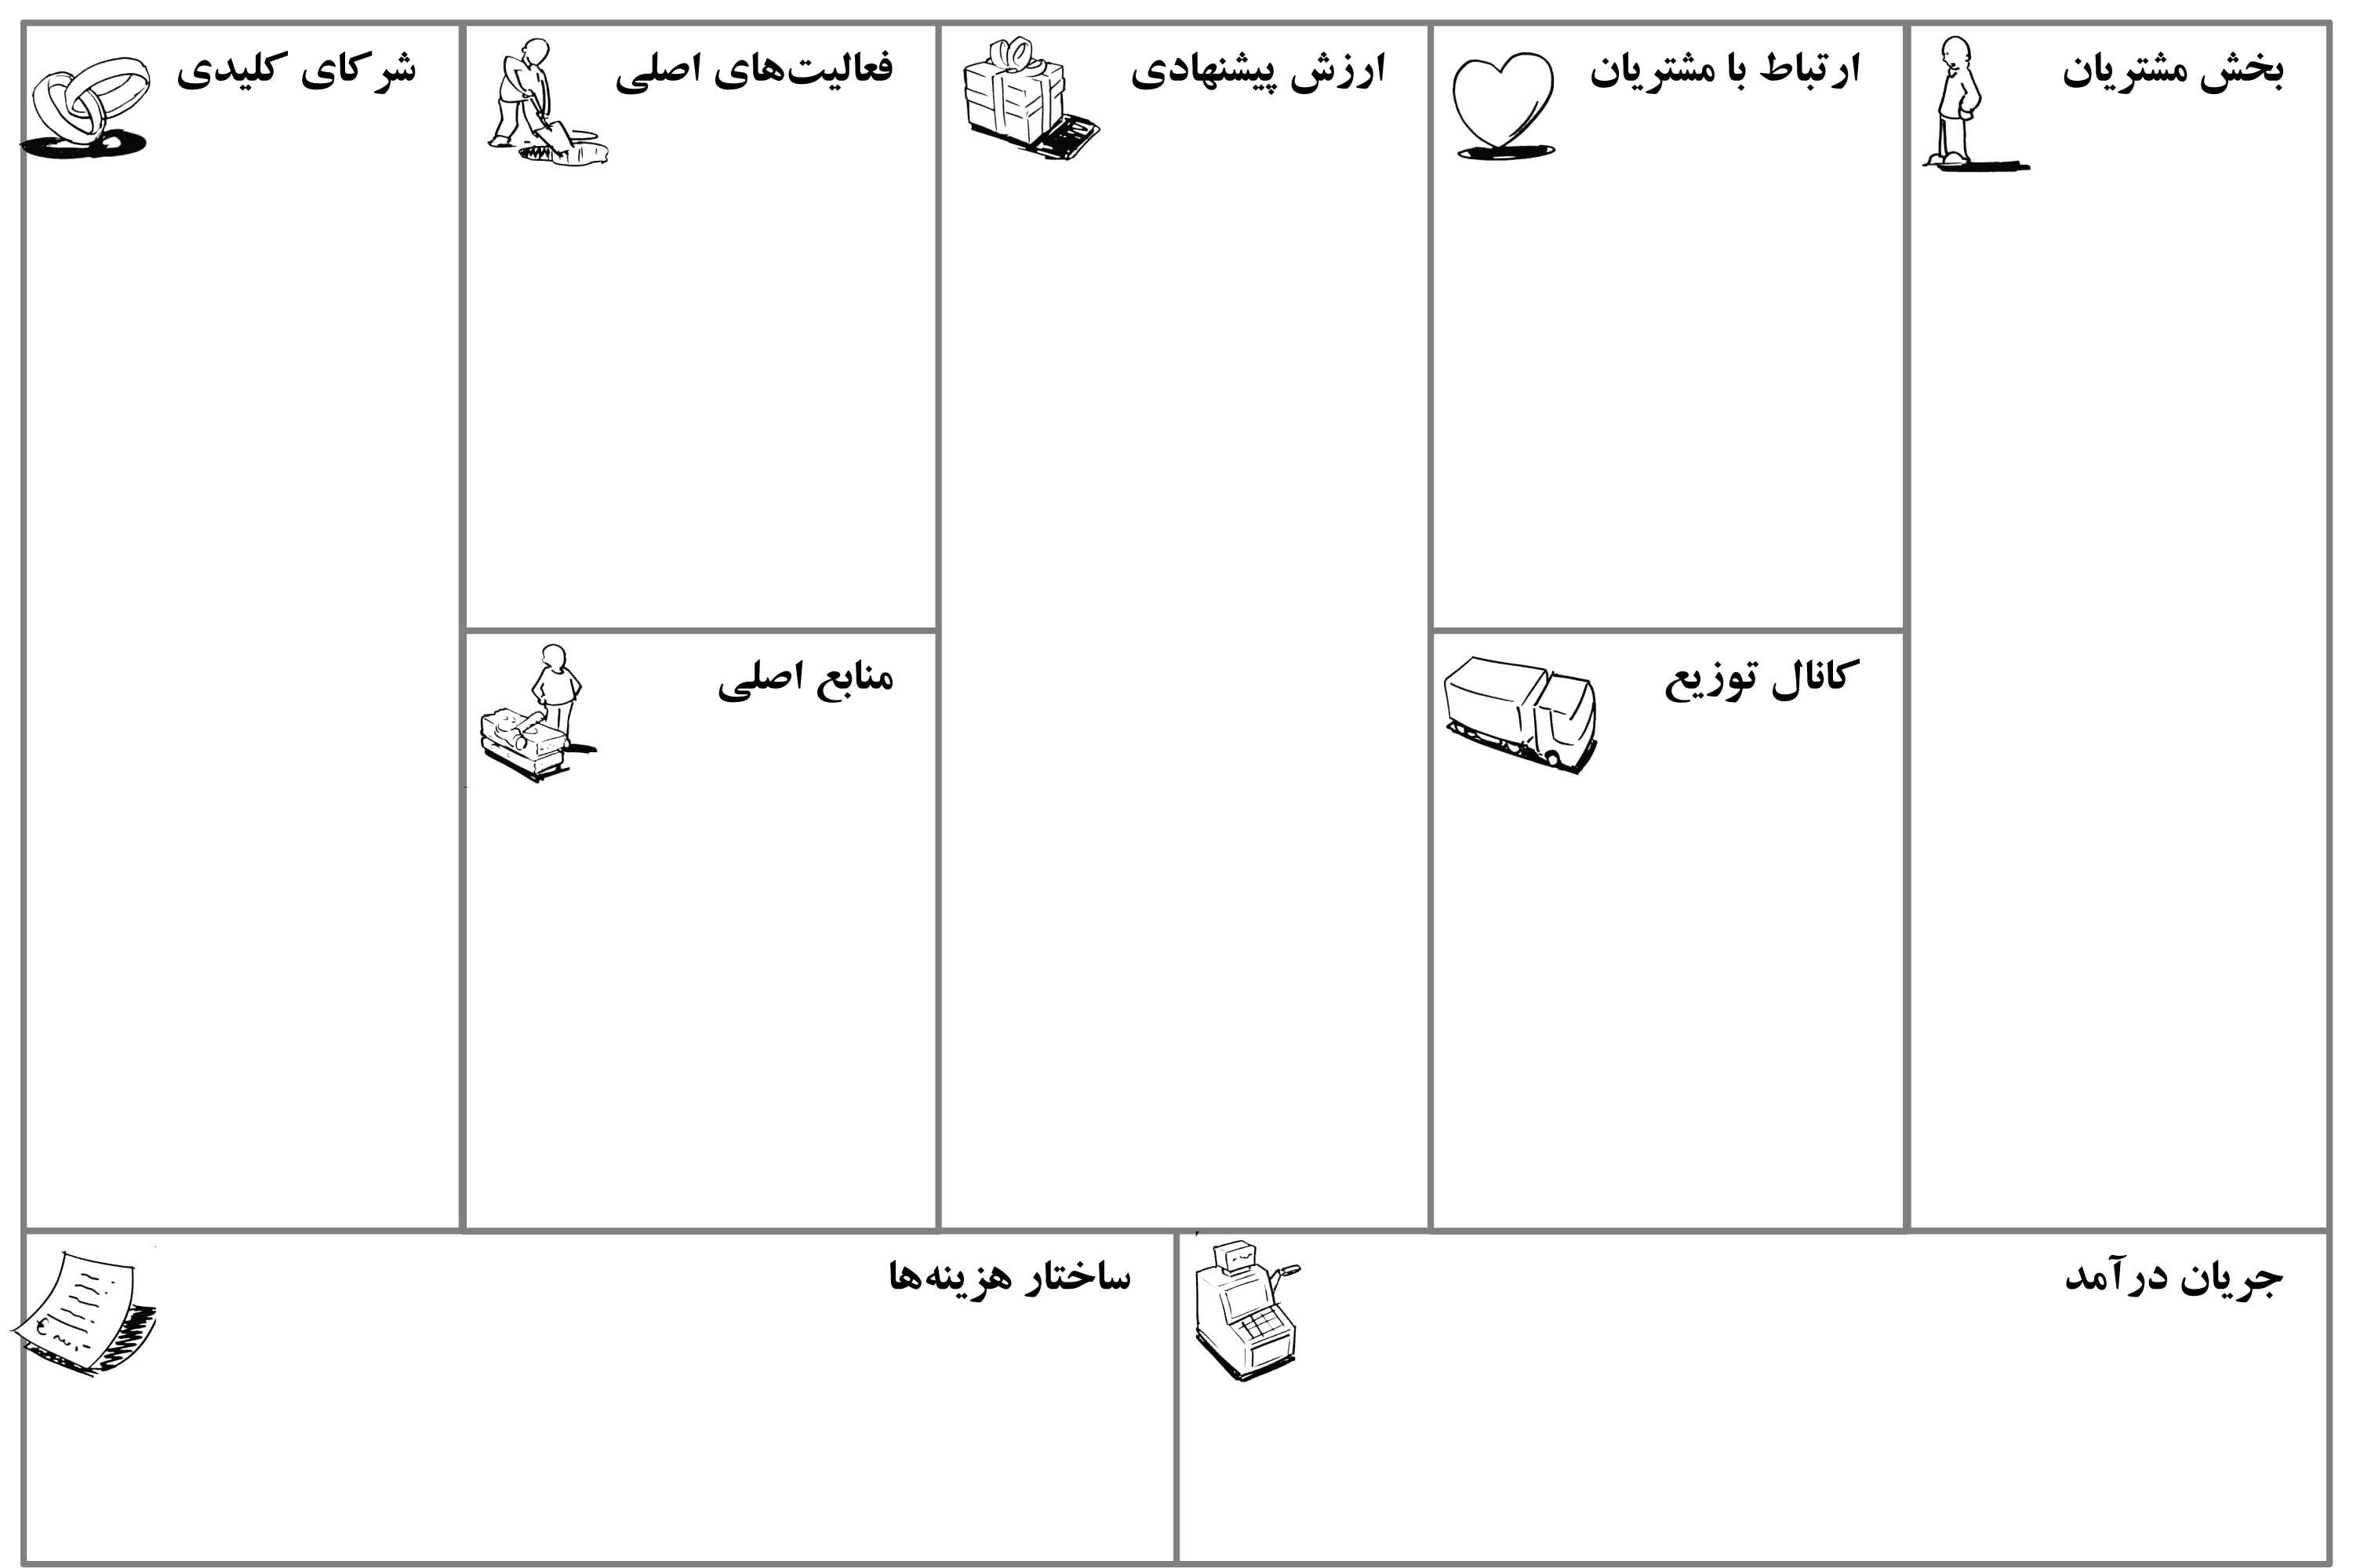 بخش مشتریان
ارتباط با مشتریان
ارزش پیشنهادی
فعالیت‌های اصلی
شرکای کلیدی
کانال توزیع
منابع اصلی
جریان درآمد
ساختار هزینه‌ها